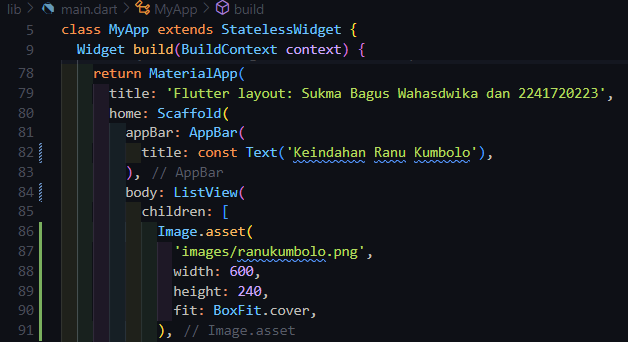 lib > main.dart > MyApp > build
5 class MyApp extends StatelessWidget {
9 Widget build(BuildContext context) {
78 return MaterialApp(
79 title: 'Flutter layout: Sukma Bagus Wahasdwika dan 2241720223',
80 home: Scaffold(
81 appBar: AppBar(
82 title: const Text('Keindahan Ranu Kumbolo'),
83 ), // AppBar
84 body: ListView(
85 children: [
86 Image.asset(
87 'images/ranukumbolo.png',
88 width: 600,
89 height: 240,
90 fit: BoxFit.cover,
91 ), // Image.asset